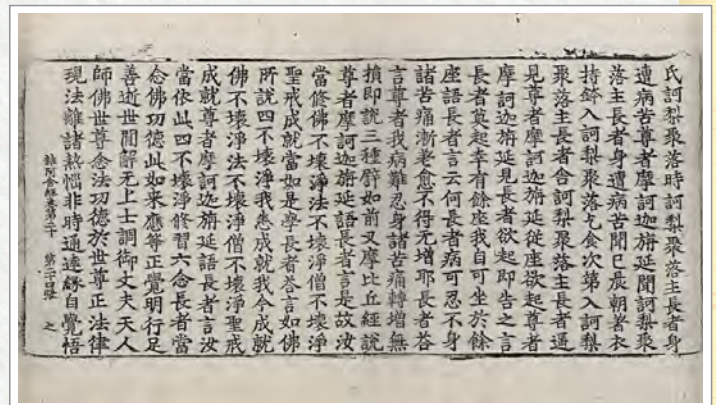 氏訶梨聚落時訶梨聚落主長者身
遭病苦尊者摩訶迦旃延聞訶梨聚
落主長者身遭病苦聞已晨朝著衣
持鉢入訶梨聚落乞食次第入訶梨
聚落主長者舍訶梨聚落主長者遥
見尊者摩訶迦旃延從座欲起尊者
摩訶迦旃延見長者欲起即告之言
長者莫起幸有餘座我自可坐於餘
座語長者言云何長者病可忍不身
諸苦痛漸差愈不得无增耶長者荅
言尊者我病難忍身諸苦痛轉增無
損即說三種譬如前叉摩比丘經說
尊者摩訶迦旃延語長者言是故汝
當修佛不壞淨法不壞淨僧不壞淨
聖戒成就當如是學長者荅言如佛
所說四不壞淨我悉成就我今成就
佛不壞淨法不壞淨僧不壞淨聖戒
成就尊者摩訶迦旃延語長者言汝
當依此四不壞淨修習六念長者當
念佛功德此如來應等正覺明行足
善逝世間解无上士調御丈夫天人
師佛世尊念法功德於世尊正法律
現法離諸熱惱非時通達緣自覺悟
雜阿含經卷第二十 第二十四張 之